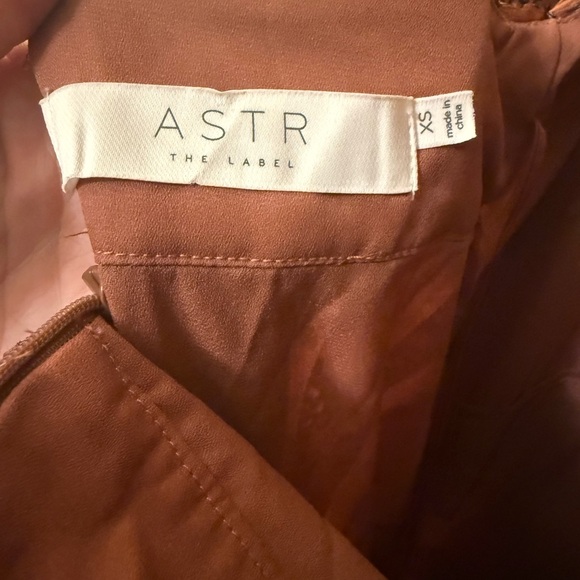 ASTR
THE LABEL
XS
made in
china